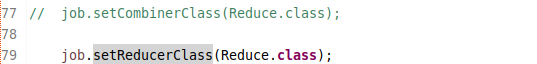 77 //  job.setCombinerClass(Reduce.class);
78
79     job.setReducerClass(Reduce.class);